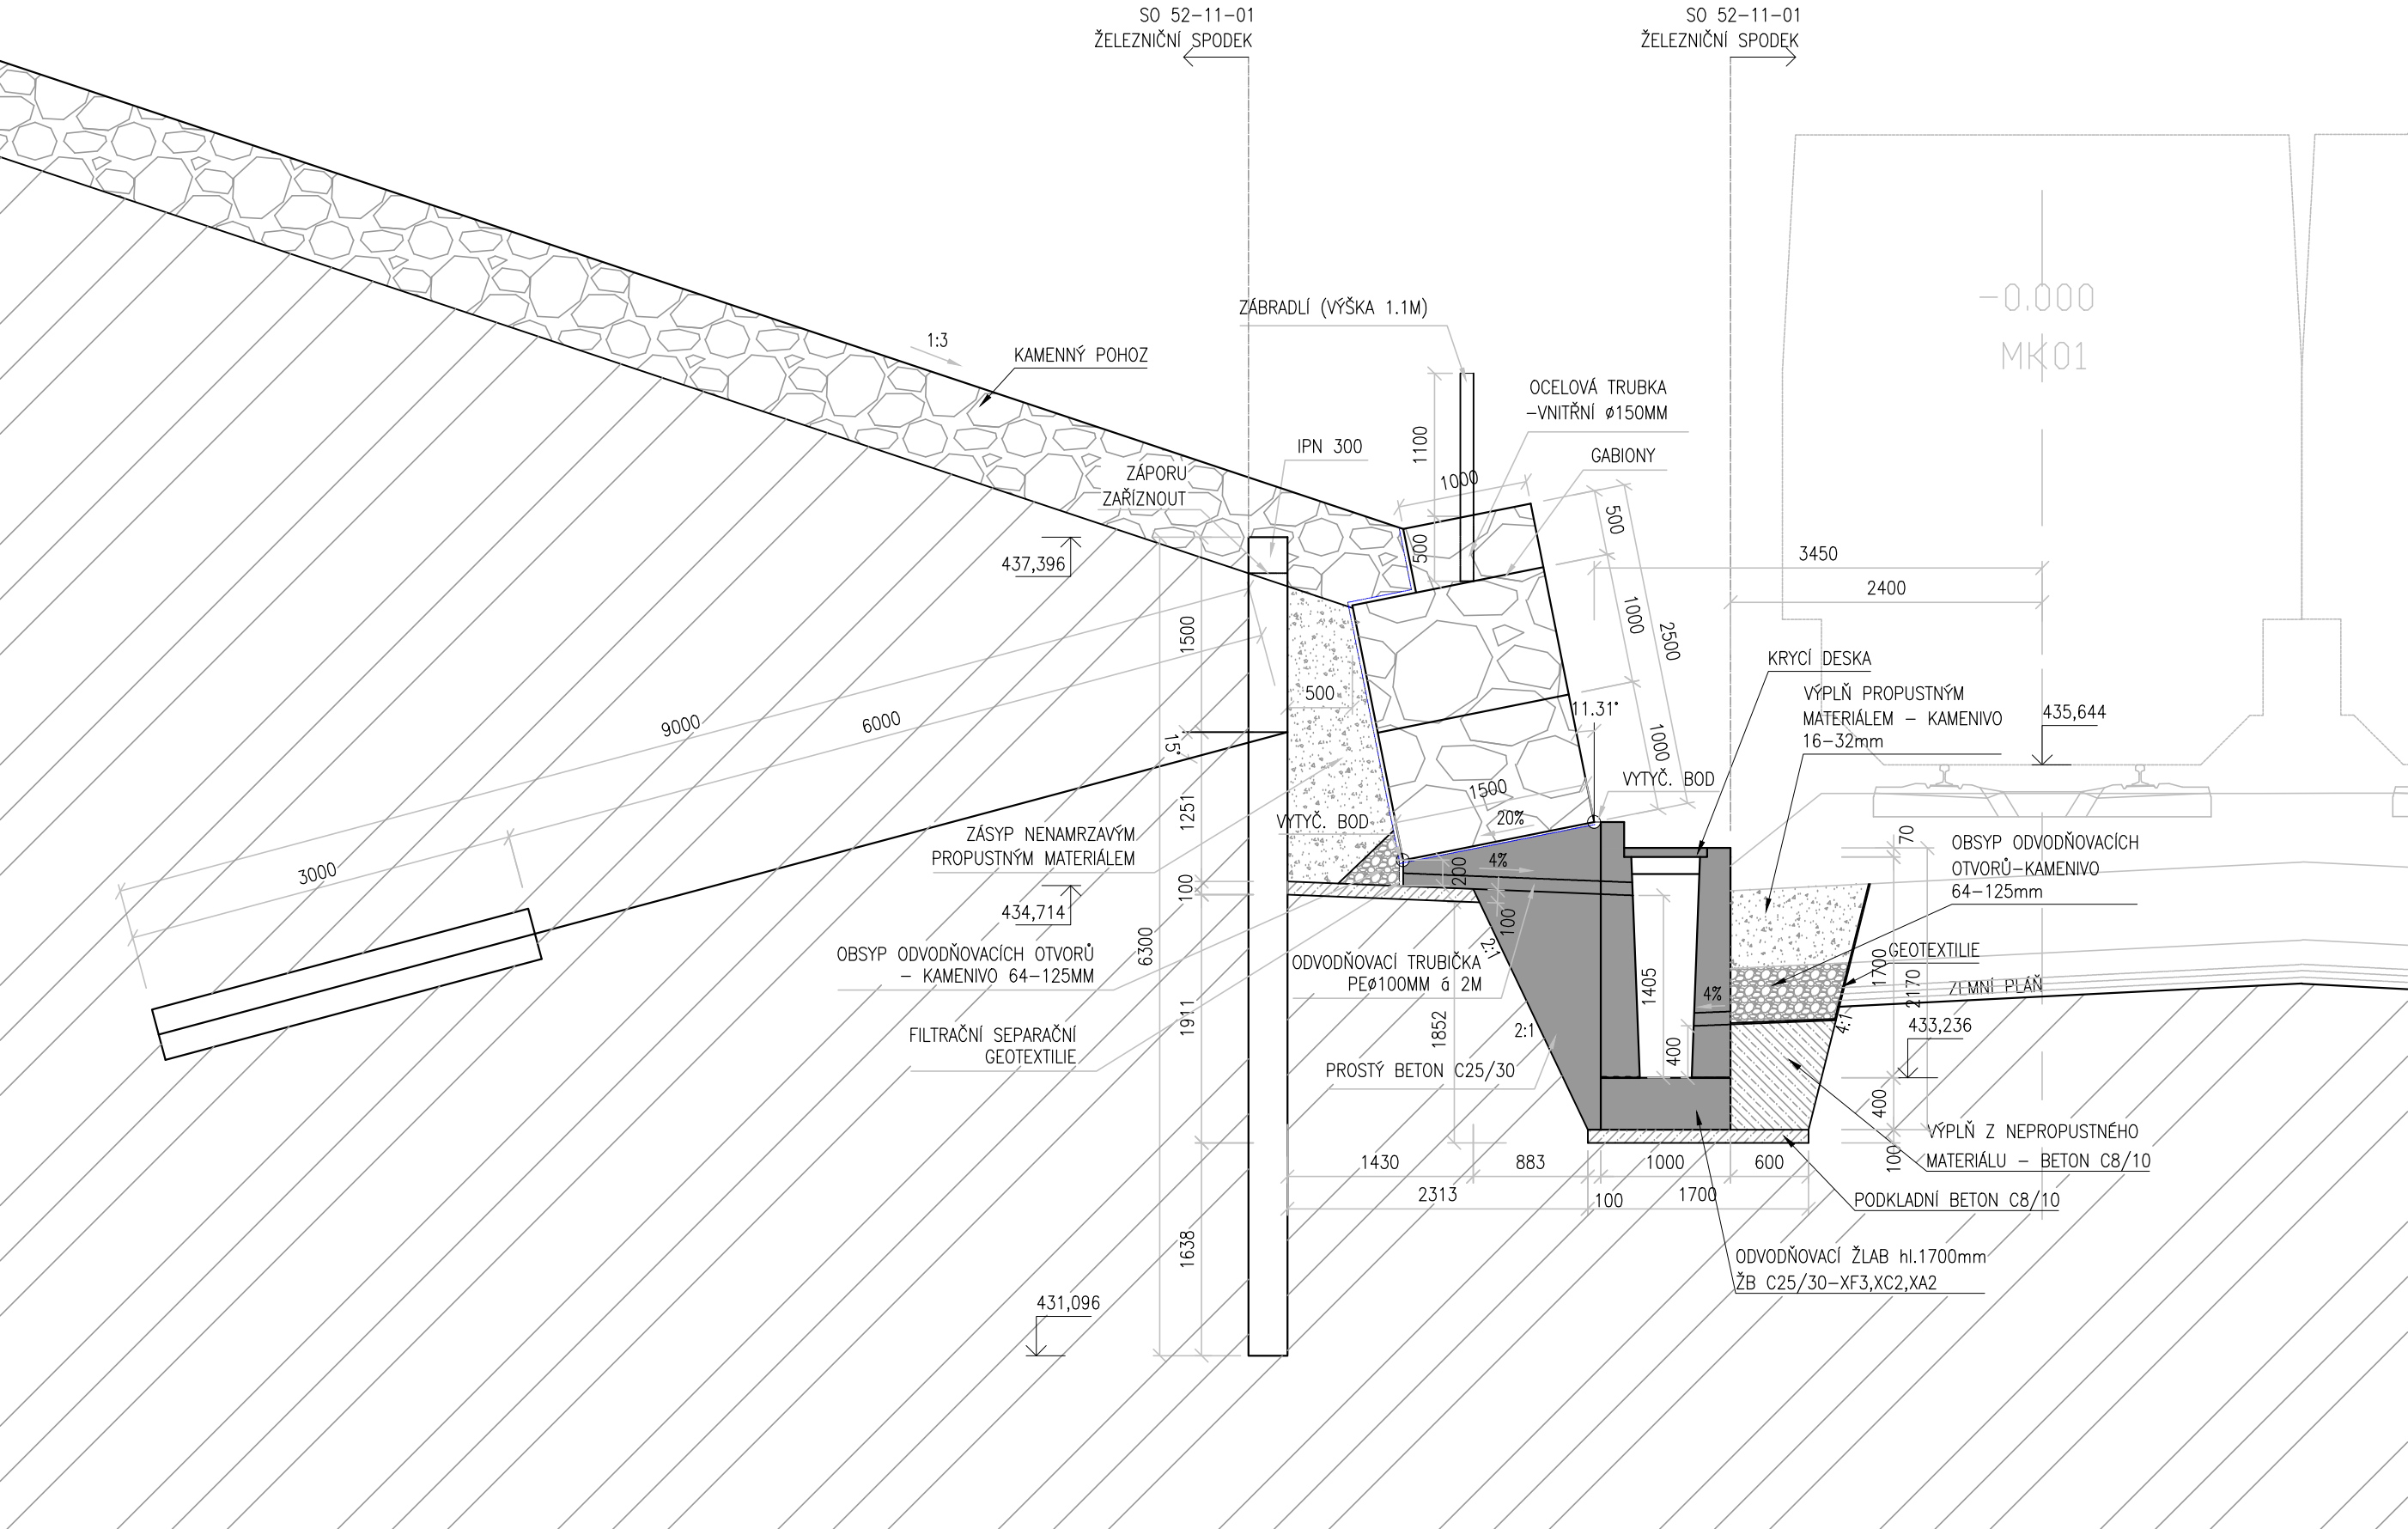 SO 52-11-01
ŽELEZNIČNÍ SPODEK
SO 52-11-01
ŽELEZNIČNÍ SPODEK
-0.000
MK01
1:3
KAMENNÝ POHOZ
ZÁBRADLÍ (VÝŠKA 1.1M)
OCELOVÁ TRUBKA
-VNITŘNÍ ø150MM
GABIONY
IPN 300
ZÁPORU
ZAŘÍZNOUT
1100
1000
500
500
1000
2500
1000
3450
2400
437,396
1500
500
11.31°
KRYCÍ DESKA
VÝPLŇ PROPUSTNÝM
MATERIÁLEM - KAMENIVO
16-32mm
435,644
9000
6000
3000
15°
1251
1500
VYTYČ. BOD
VYTYČ. BOD
20%
ZÁSYP NENAMRZAVÝM
PROPUSTNÝM MATERIÁLEM
4%
200
70
OBSYP ODVODŇOVACÍCH
OTVORŮ-KAMENIVO
64-125mm
100
434,714
100
2:1
6300
OBSYP ODVODŇOVACÍCH OTVORŮ
- KAMENIVO 64-125MM
ODVODŇOVACÍ TRUBIČKA
PEø100MM á 2M
1405
4%
1700
2170
GEOTEXTILIE
ZEMNÍ PLÁŇ
1911
1852
2:1
400
4:1
433,236
FILTRAČNÍ SEPARAČNÍ
GEOTEXTILIE
PROSTÝ BETON C25/30
400
100
VÝPLŇ Z NEPROPUSTNÉHO
MATERIÁLU - BETON C8/10
1430
883
1000
600
2313
100
1700
PODKLADNÍ BETON C8/10
1638
ODVODŇOVACÍ ŽLAB hl.1700mm
ŽB C25/30-XF3,XC2,XA2
431,096